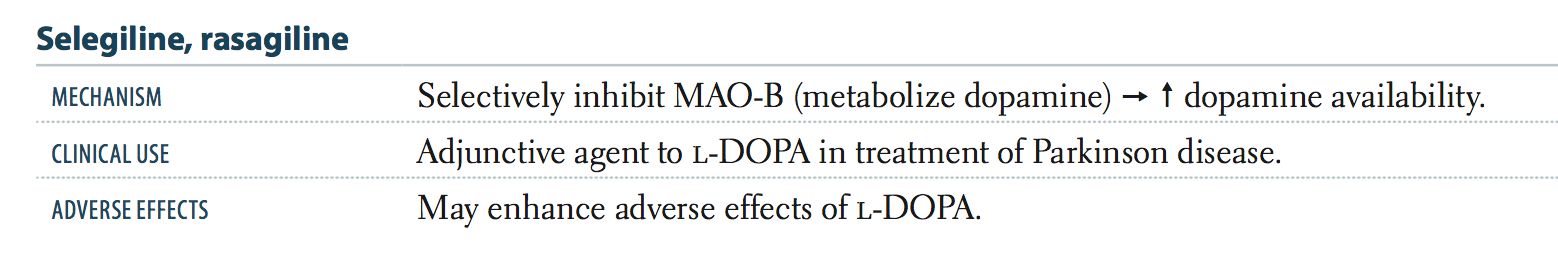 Selegiline, rasagiline
MECHANISM Selectively inhibit MAO-B (metabolize dopamine) → ↑ dopamine availability.
CLINICAL USE Adjunctive agent to L-DOPA in treatment of Parkinson disease.
ADVERSE EFFECTS May enhance adverse effects of L-DOPA.